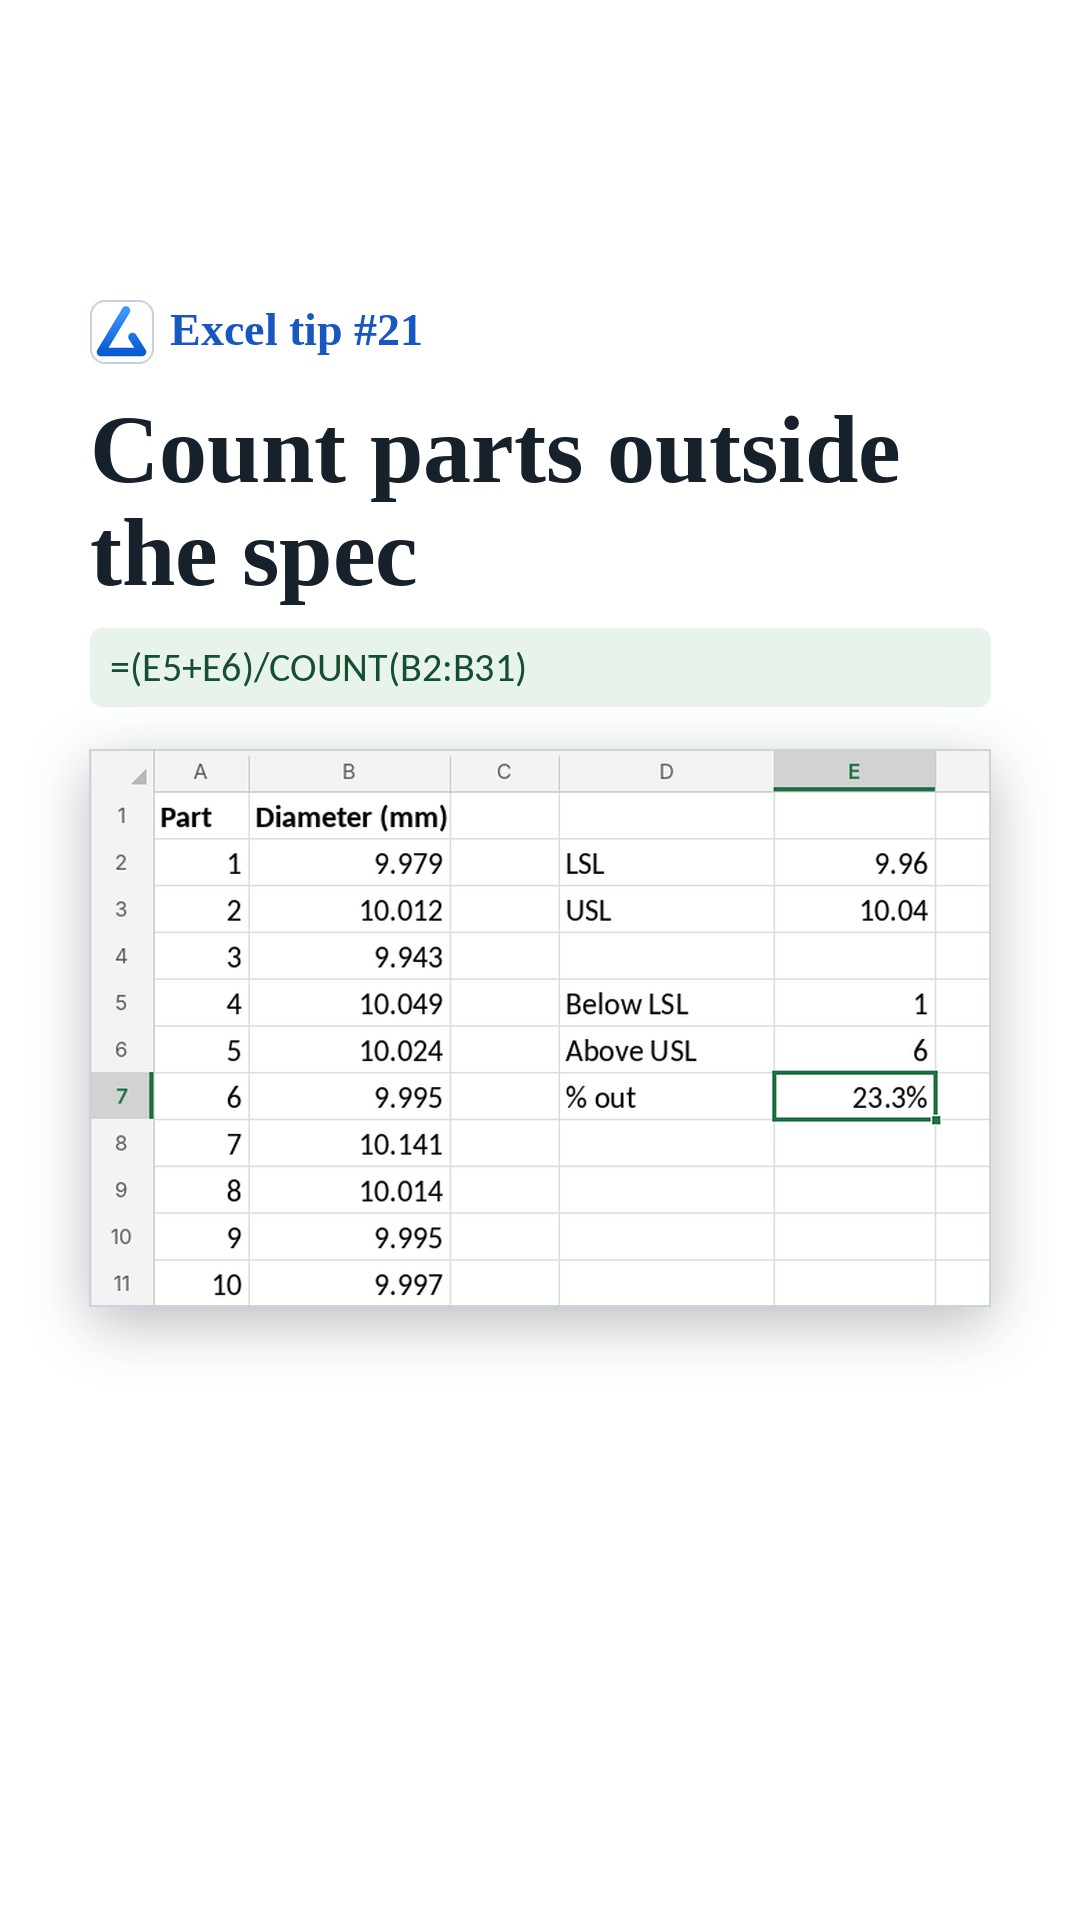 Excel tip #21
Count parts outside
the spec
=(E5+E6)/COUNT(B2:B31)
A B C D E
1 Part Diameter (mm)
2 1 9.979 LSL 9.96
3 2 10.012 USL 10.04
4 3 9.943
5 4 10.049 Below LSL 1
6 5 10.024 Above USL 6
7 6 9.995 % out 23.3%
8 7 10.141
9 8 10.014
10 9 9.995
11 10 9.997